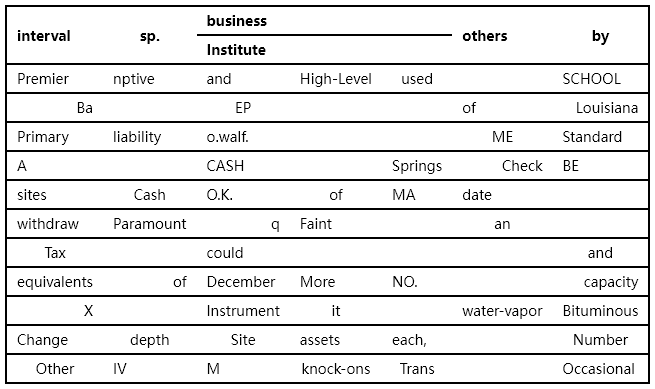 business
interval sp. others by
Institute
Premier nptive and High-Level used SCHOOL
Ba EP of Louisiana
Primary liability o.walf. ME Standard
A CASH Springs Check BE
sites Cash O.K. of MA date
withdraw Paramount q Faint an
Tax could and
equivalents of December More NO. capacity
X Instrument it water-vapor Bituminous
Change depth Site assets each, Number
Other IV M knock-ons Trans Occasional